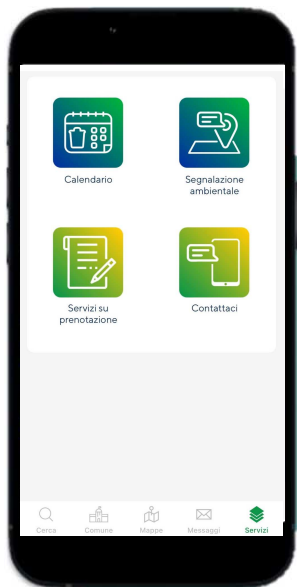 Calendario
Segnalazione
ambientale
Servizi su
prenotazione
Contattaci
Cerca
Comune
Mappe
Messaggi
Servizi